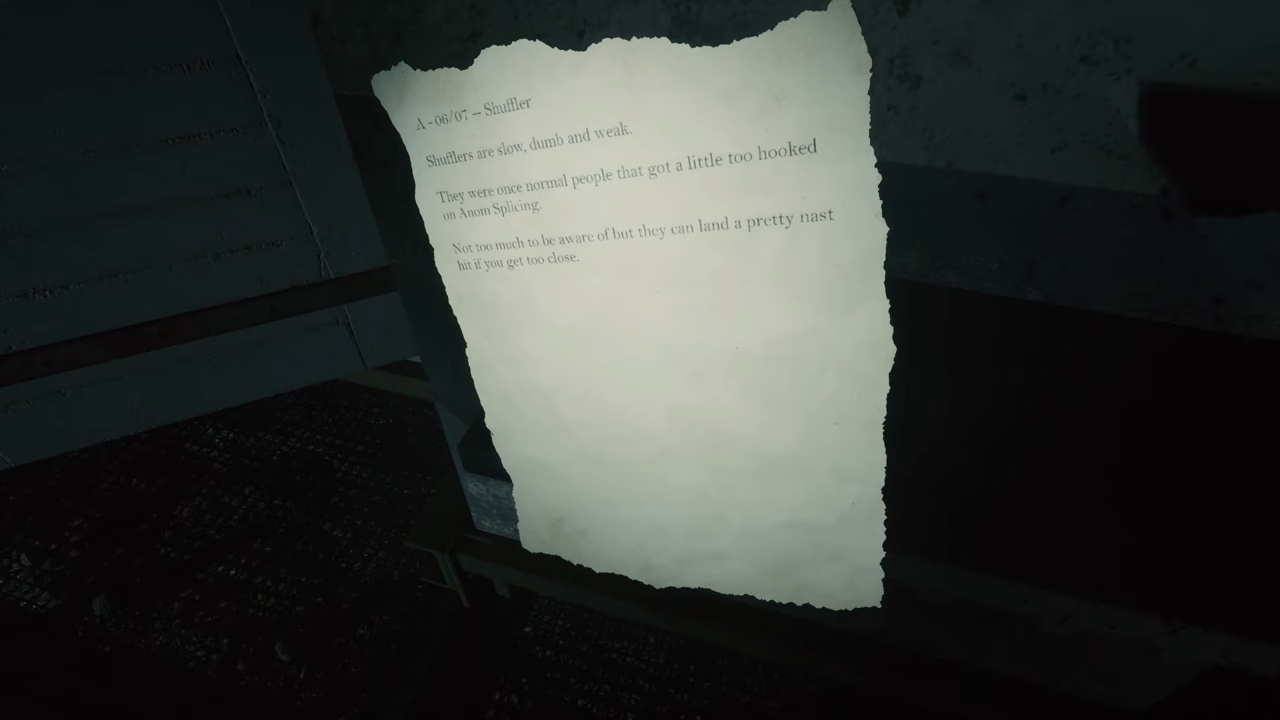 A - 06/07 – Shuffler
Shufflers are slow, dumb and weak.
They were once normal people that got a little too hooked
on Anom Splicing.
Not too much to be aware of but they can land a pretty nast
hit if you get too close.